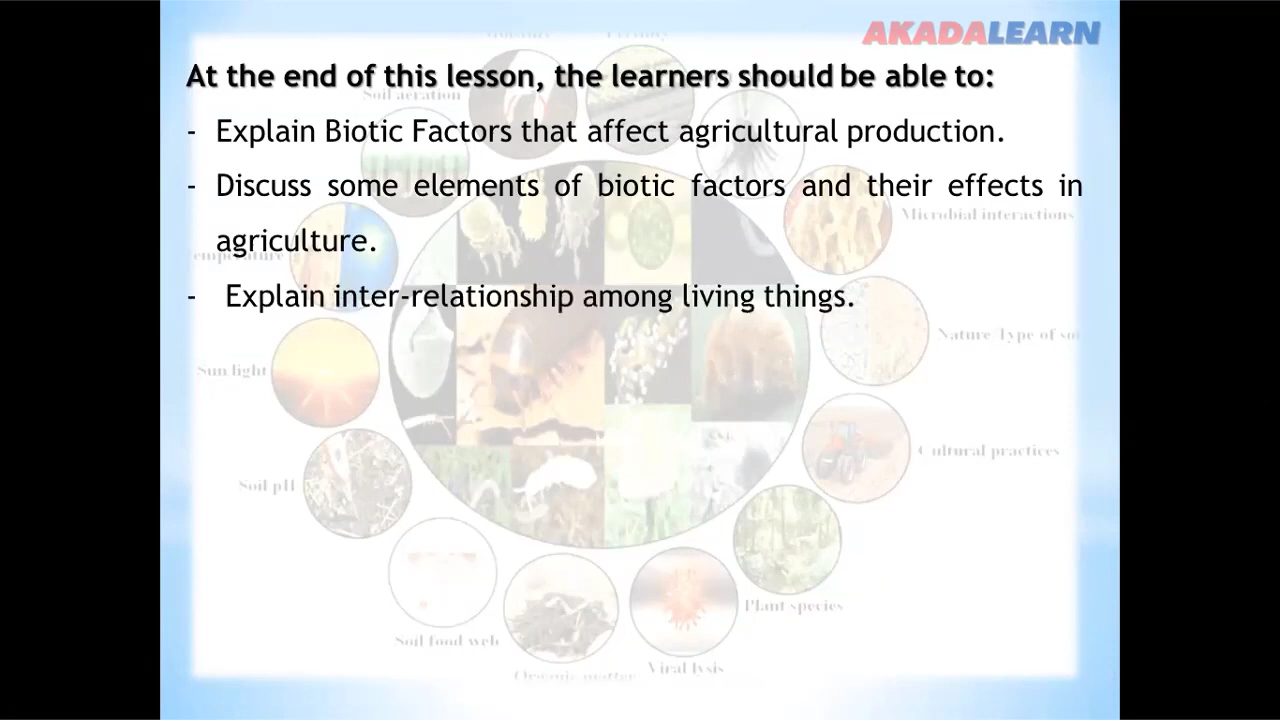 AKADALEARN
At the end of this lesson, the learners should be able to:
- Explain Biotic Factors that affect agricultural production.
- Discuss some elements of biotic factors and their effects in
agriculture.
- Explain inter-relationship among living things.
Soil aeration
Microbial interactions
Sun light
Cultural practices
Soil pH
Plant species
Soil food web
Viral lysis
Organic matter